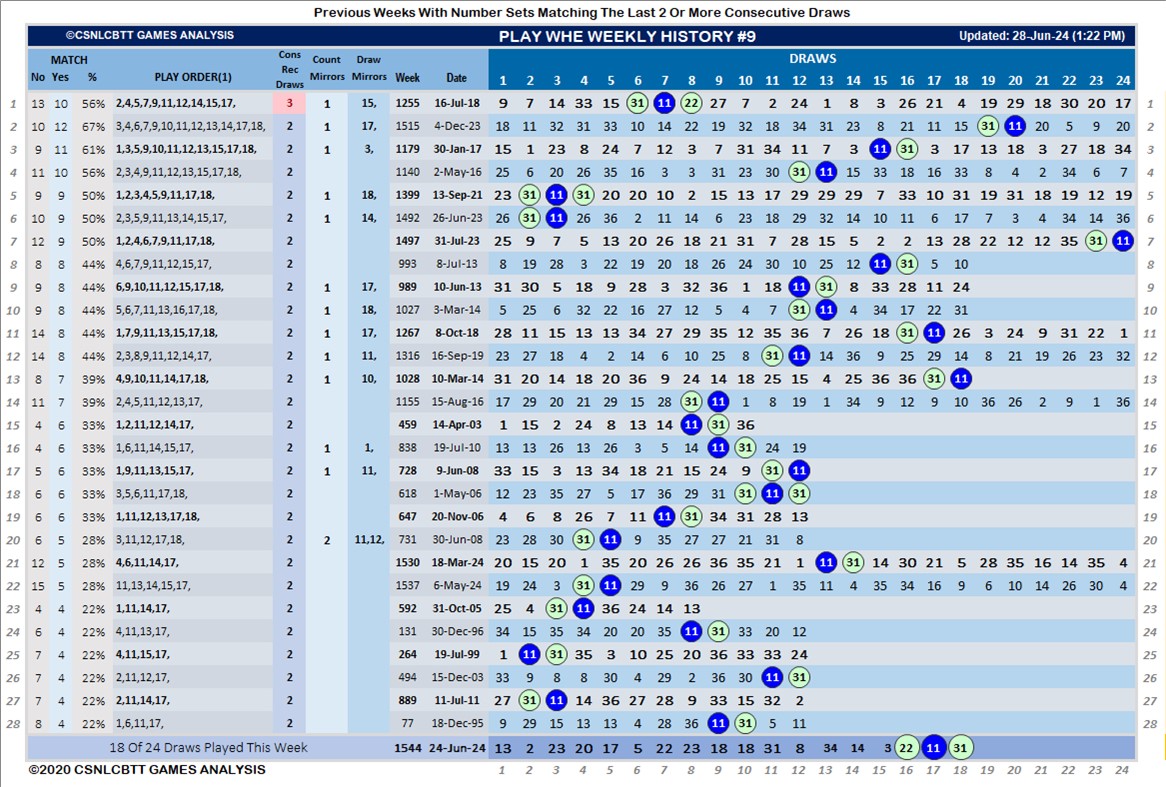 Previous Weeks With Number Sets Matching The Last 2 Or More Consecutive Draws
©CSNLCBTT GAMES ANALYSIS PLAY WHE WEEKLY HISTORY #9 Updated: 28-Jun-24 (1:22 PM)
MATCH Cons Rec Draws Count Mirrors Draw Mirrors DRAWS
No Yes % PLAY ORDER(1) Week Date 1 2 3 4 5 6 7 8 9 10 11 12 13 14 15 16 17 18 19 20 21 22 23 24
1 13 10 56% 2,4,5,7,9,11,12,14,15,17, 3 1 15, 1255 16-Jul-18 9 7 14 33 15 31 7 22 27 7 2 24 1 8 3 26 21 4 19 29 18 30 20 17 1
2 10 12 67% 3,4,6,7,9,10,11,12,13,14,17,18, 2 1 17, 1515 4-Dec-23 18 11 32 31 33 10 14 22 19 32 18 34 31 23 8 21 11 15 31 11 20 5 9 20 2
3 9 11 61% 1,3,5,9,10,11,12,13,15,17,18, 2 1 3, 1179 30-Jan-17 15 1 23 8 24 7 12 3 7 31 34 11 7 3 11 31 3 17 13 18 3 27 18 34 3
4 11 10 56% 2,3,4,9,11,12,13,15,17,18, 2 1140 2-May-16 25 6 20 26 35 16 3 3 31 23 30 31 11 15 33 18 16 33 8 4 2 34 6 7 4
5 9 9 50% 1,2,3,4,5,9,11,17,18, 2 1 18, 1399 13-Sep-21 23 31 11 31 20 20 10 2 15 13 17 29 29 29 7 33 10 31 19 31 18 19 12 19 5
6 10 9 50% 2,3,5,9,11,13,14,15,17, 2 1 14, 1492 26-Jun-23 26 31 11 26 36 2 11 14 6 23 18 29 32 14 10 11 6 17 7 3 4 34 14 36 6
7 12 9 50% 1,2,4,6,7,9,11,17,18, 2 1497 31-Jul-23 25 9 7 5 13 20 26 18 21 31 7 28 15 5 2 2 13 28 22 12 12 35 31 11 7
8 8 8 44% 4,6,7,9,11,12,15,17, 2 993 8-Jul-13 8 19 28 3 22 19 20 18 26 24 30 10 25 12 11 31 5 10 8
9 9 8 44% 6,9,10,11,12,15,17,18, 2 1 17, 989 10-Jun-13 31 30 5 18 9 28 3 32 36 1 18 11 31 8 33 28 11 24 9
10 9 8 44% 5,6,7,11,13,16,17,18, 2 1 18, 1027 3-Mar-14 5 25 6 32 22 16 27 12 5 4 7 31 11 4 34 17 22 31 10
11 14 8 44% 1,7,9,11,13,15,17,18, 2 1 17, 1267 8-Oct-18 28 11 15 13 13 34 27 29 35 12 35 36 7 26 18 31 11 26 3 24 9 31 22 1 11
12 14 8 44% 2,3,8,9,11,12,14,17, 2 1 11, 1316 16-Sep-19 23 27 18 4 2 14 6 10 25 8 31 11 14 36 9 25 29 14 8 21 19 26 23 32 12
13 8 7 39% 4,9,10,11,14,17,18, 2 1 10, 1028 10-Mar-14 31 20 14 18 20 36 9 24 14 18 25 15 4 25 36 36 31 11 13
14 11 7 39% 2,4,5,11,12,13,17, 2 1155 15-Aug-16 17 29 20 21 29 15 28 31 11 1 8 19 1 34 9 12 9 10 36 26 2 9 1 36 14
15 4 6 33% 1,2,11,12,14,17, 2 459 14-Apr-03 1 15 2 24 8 13 14 11 31 36 15
16 4 6 33% 1,6,11,14,15,17, 2 1 1, 838 19-Jul-10 13 13 26 13 26 3 5 14 11 31 24 19 16
17 5 6 33% 1,9,11,13,15,17, 2 1 11, 728 9-Jun-08 33 15 3 13 34 18 21 15 24 9 31 11 17
18 6 6 33% 3,5,6,11,17,18, 2 618 1-May-06 12 23 35 27 5 17 36 29 31 31 11 31 18
19 6 6 33% 1,11,12,13,17,18, 2 647 20-Nov-06 4 6 8 26 7 11 11 31 34 31 28 13 19
20 6 5 28% 3,11,12,17,18, 2 2 11,12, 731 30-Jun-08 23 28 30 31 11 9 35 27 27 21 31 8 20
21 12 5 28% 4,6,11,14,17, 2 1530 18-Mar-24 20 15 20 1 35 20 26 26 36 35 21 1 11 31 14 30 21 5 28 35 16 14 35 4 21
22 15 5 28% 11,13,14,15,17, 2 1537 6-May-24 19 24 3 31 11 29 9 36 26 27 1 35 11 4 35 34 16 9 6 10 14 26 30 4 22
23 4 4 22% 1,11,14,17, 2 592 31-Oct-05 25 4 31 11 36 24 14 13 23
24 6 4 22% 4,11,13,17, 2 131 30-Dec-96 34 15 35 34 20 20 35 11 31 33 20 12 24
25 7 4 22% 4,11,15,17, 2 264 19-Jul-99 1 11 31 35 3 10 25 20 36 33 33 24 25
26 7 4 22% 2,11,12,17, 2 494 15-Dec-03 33 9 8 8 30 4 29 2 36 30 11 31 26
27 7 4 22% 2,11,14,17, 2 889 11-Jul-11 27 31 11 14 36 27 28 9 33 15 32 2 27
28 8 4 22% 1,6,11,17, 2 77 18-Dec-95 9 29 15 13 13 4 28 36 11 31 5 11 28
18 Of 24 Draws Played This Week 1544 24-Jun-24 13 2 23 20 17 5 22 23 18 18 31 8 34 14 3 22 11 31
©2020 CSNLCBTT GAMES ANALYSIS 1 2 3 4 5 6 7 8 9 10 11 12 13 14 15 16 17 18 19 20 21 22 23 24